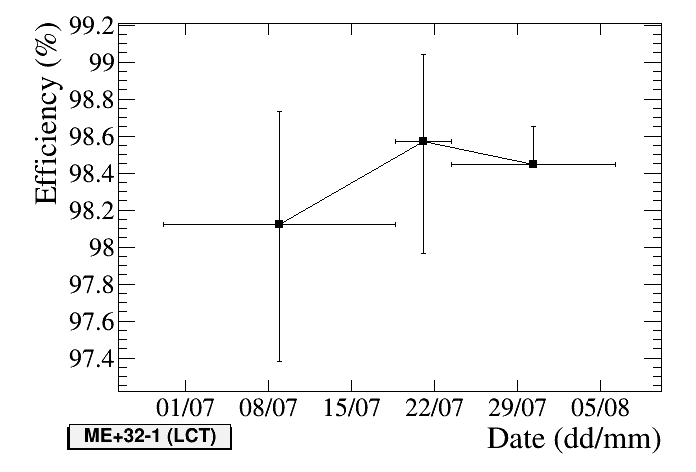 Efficiency (%)
99.2
99
98.8
98.6
98.4
98.2
98
97.8
97.6
97.4
01/07 08/07 15/07 22/07 29/07 05/08
Date (dd/mm)
ME+32-1 (LCT)